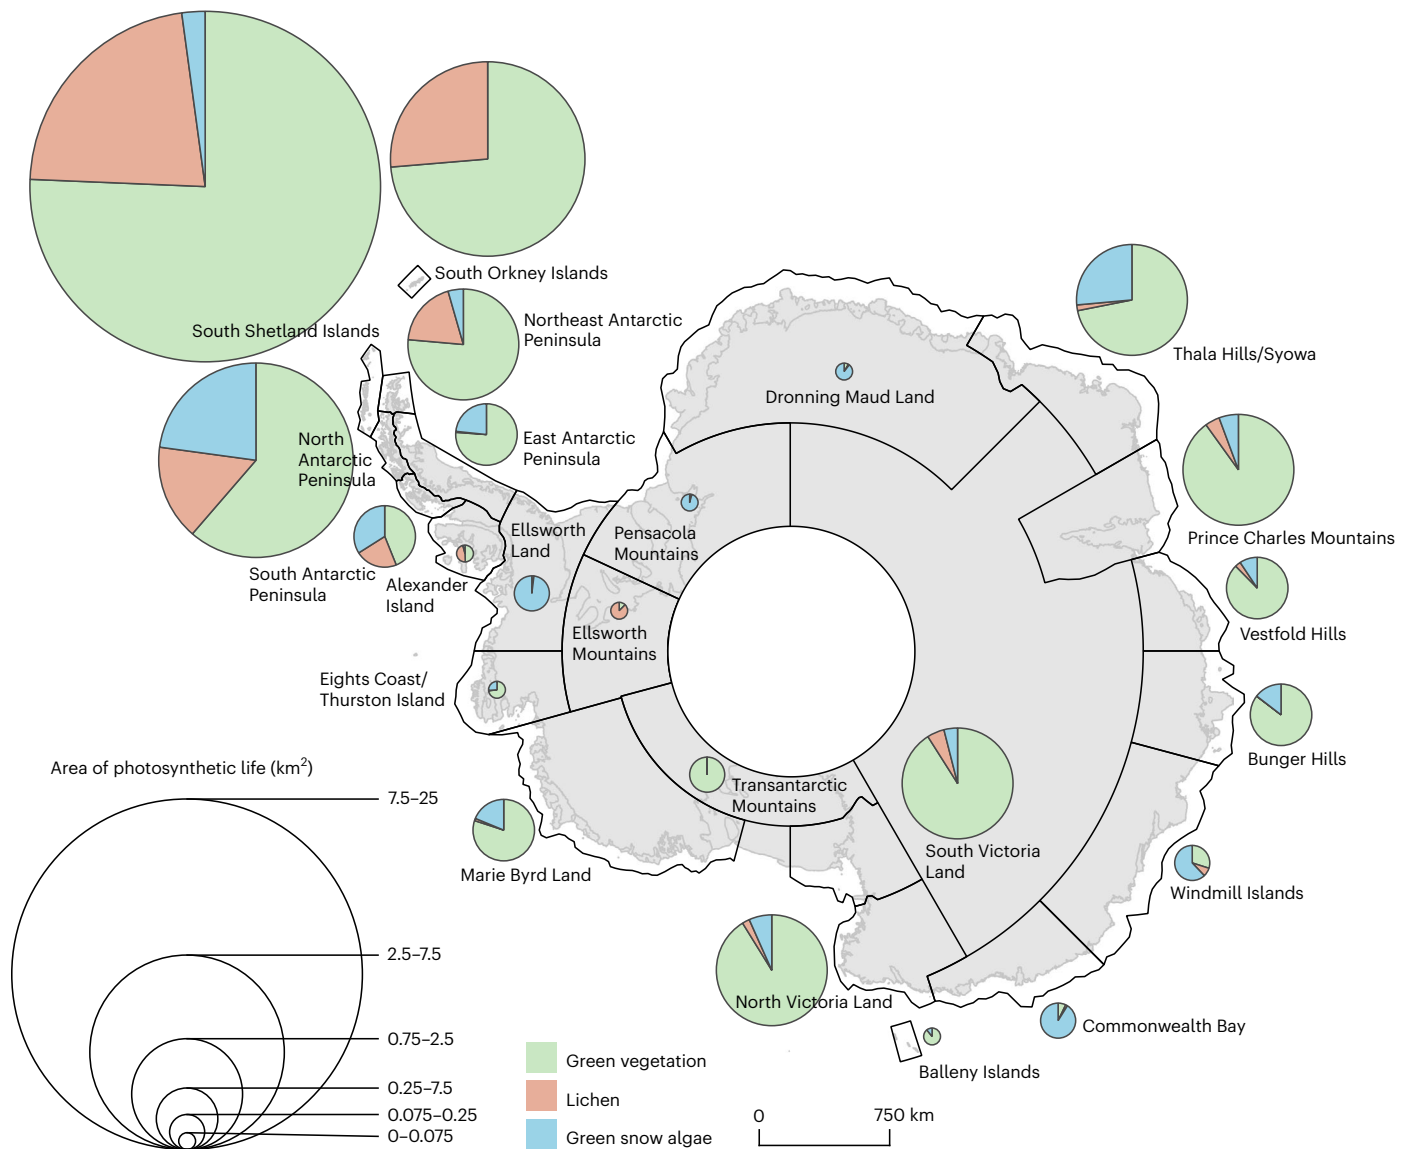 South Orkney Islands
South Shetland Islands
Northeast Antarctic
Peninsula
Thala Hills/Syowa
Dronning Maud Land
North
Antarctic
Peninsula
East Antarctic
Peninsula
Prince Charles Mountains
Ellsworth
Land
Pensacola
Mountains
South Antarctic
Peninsula
Alexander
Island
Vestfold Hills
Ellsworth
Mountains
Eights Coast/
Thurston Island
Bunger Hills
Area of photosynthetic life (km²)
7.5–25
2.5–7.5
0.75–2.5
0.25–7.5
0.075–0.25
0–0.075
Transantarctic
Mountains
Marie Byrd Land
South Victoria
Land
Windmill Islands
North Victoria Land
Commonwealth Bay
Balleny Islands
Green vegetation
Lichen
Green snow algae
0 750 km